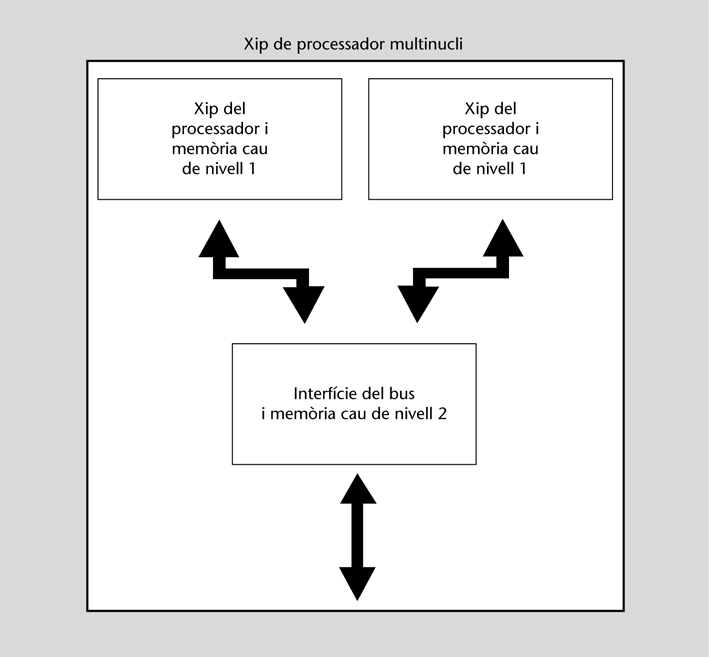 Xip de processador multinucli
Xip del
processador i
memòria cau
de nivell 1
Xip del
processador i
memòria cau
de nivell 1
Interfície del bus
i memòria cau de nivell 2